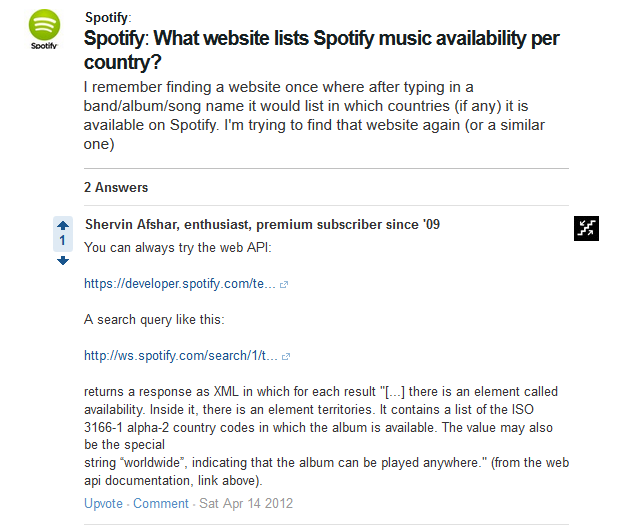 Spotify:
Spotify
Spotify: What website lists Spotify music availability per
country?
I remember finding a website once where after typing in a
band/album/song name it would list in which countries (if any) it is
available on Spotify. I'm trying to find that website again (or a similar
one)
2 Answers
1
Shervin Afshar, enthusiast, premium subscriber since '09
You can always try the web API:
https://developer.spotify.com/te...
A search query like this:
http://ws.spotify.com/search/1/t...
returns a response as XML in which for each result "[...] there is an element called
availability. Inside it, there is an element territories. It contains a list of the ISO
3166-1 alpha-2 country codes in which the album is available. The value may also
be the special
string “worldwide”, indicating that the album can be played anywhere." (from the web
api documentation, link above).
Upvote · Comment · Sat Apr 14 2012